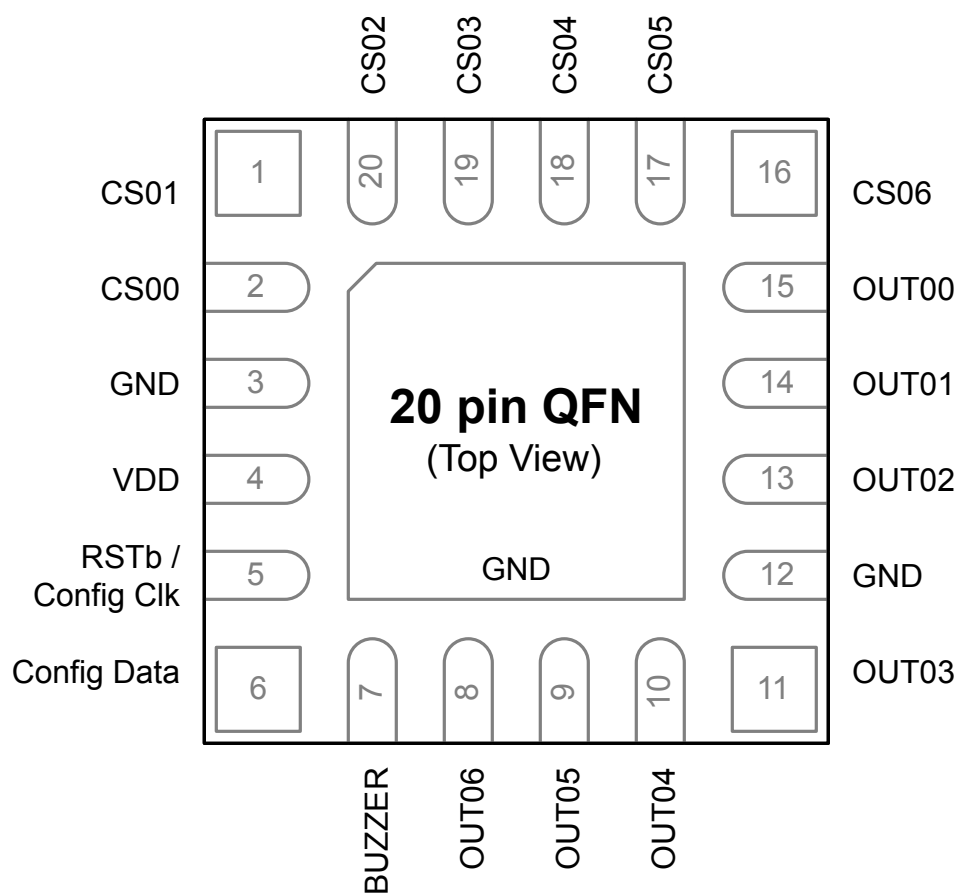 CS02
CS03
CS04
CS05
1
20
19
18
17
16
CS01
CS06
CS00
2
15
OUT00
GND
3
14
OUT01
20 pin QFN
(Top View)
VDD
4
13
OUT02
RSTb /
Config Clk
5
GND
12
GND
Config Data
6
7
8
9
10
11
OUT03
BUZZER
OUT06
OUT05
OUT04